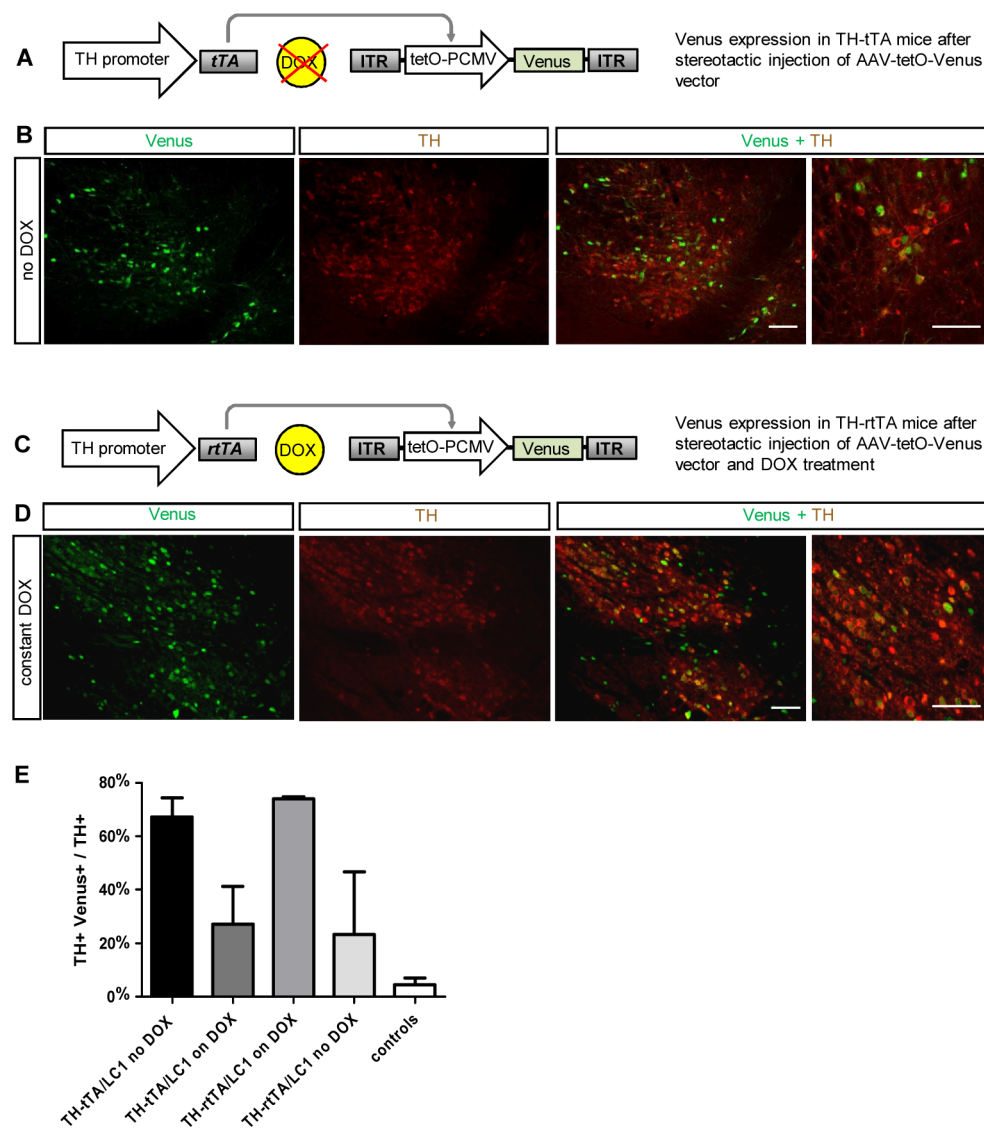 A
TH promoter
tTA
DOX
ITR
tetO-PCMV
Venus
ITR
Venus expression in TH-tTA mice after
stereotactic injection of AAV-tetO-Venus
vector
B
Venus
TH
Venus + TH
no DOX
C
TH promoter
rtTA
DOX
ITR
tetO-PCMV
Venus
ITR
Venus expression in TH-rtTA mice after
stereotactic injection of AAV-tetO-Venus
vector and DOX treatment
D
Venus
TH
Venus + TH
constant DOX
E
TH+ Venus+ / TH+
80%
60%
40%
20%
0%
TH-tTA/LC1 no DOX
TH-tTA/LC1 on DOX
TH-rtTA/LC1 on DOX
TH-rtTA/LC1 no DOX
controls